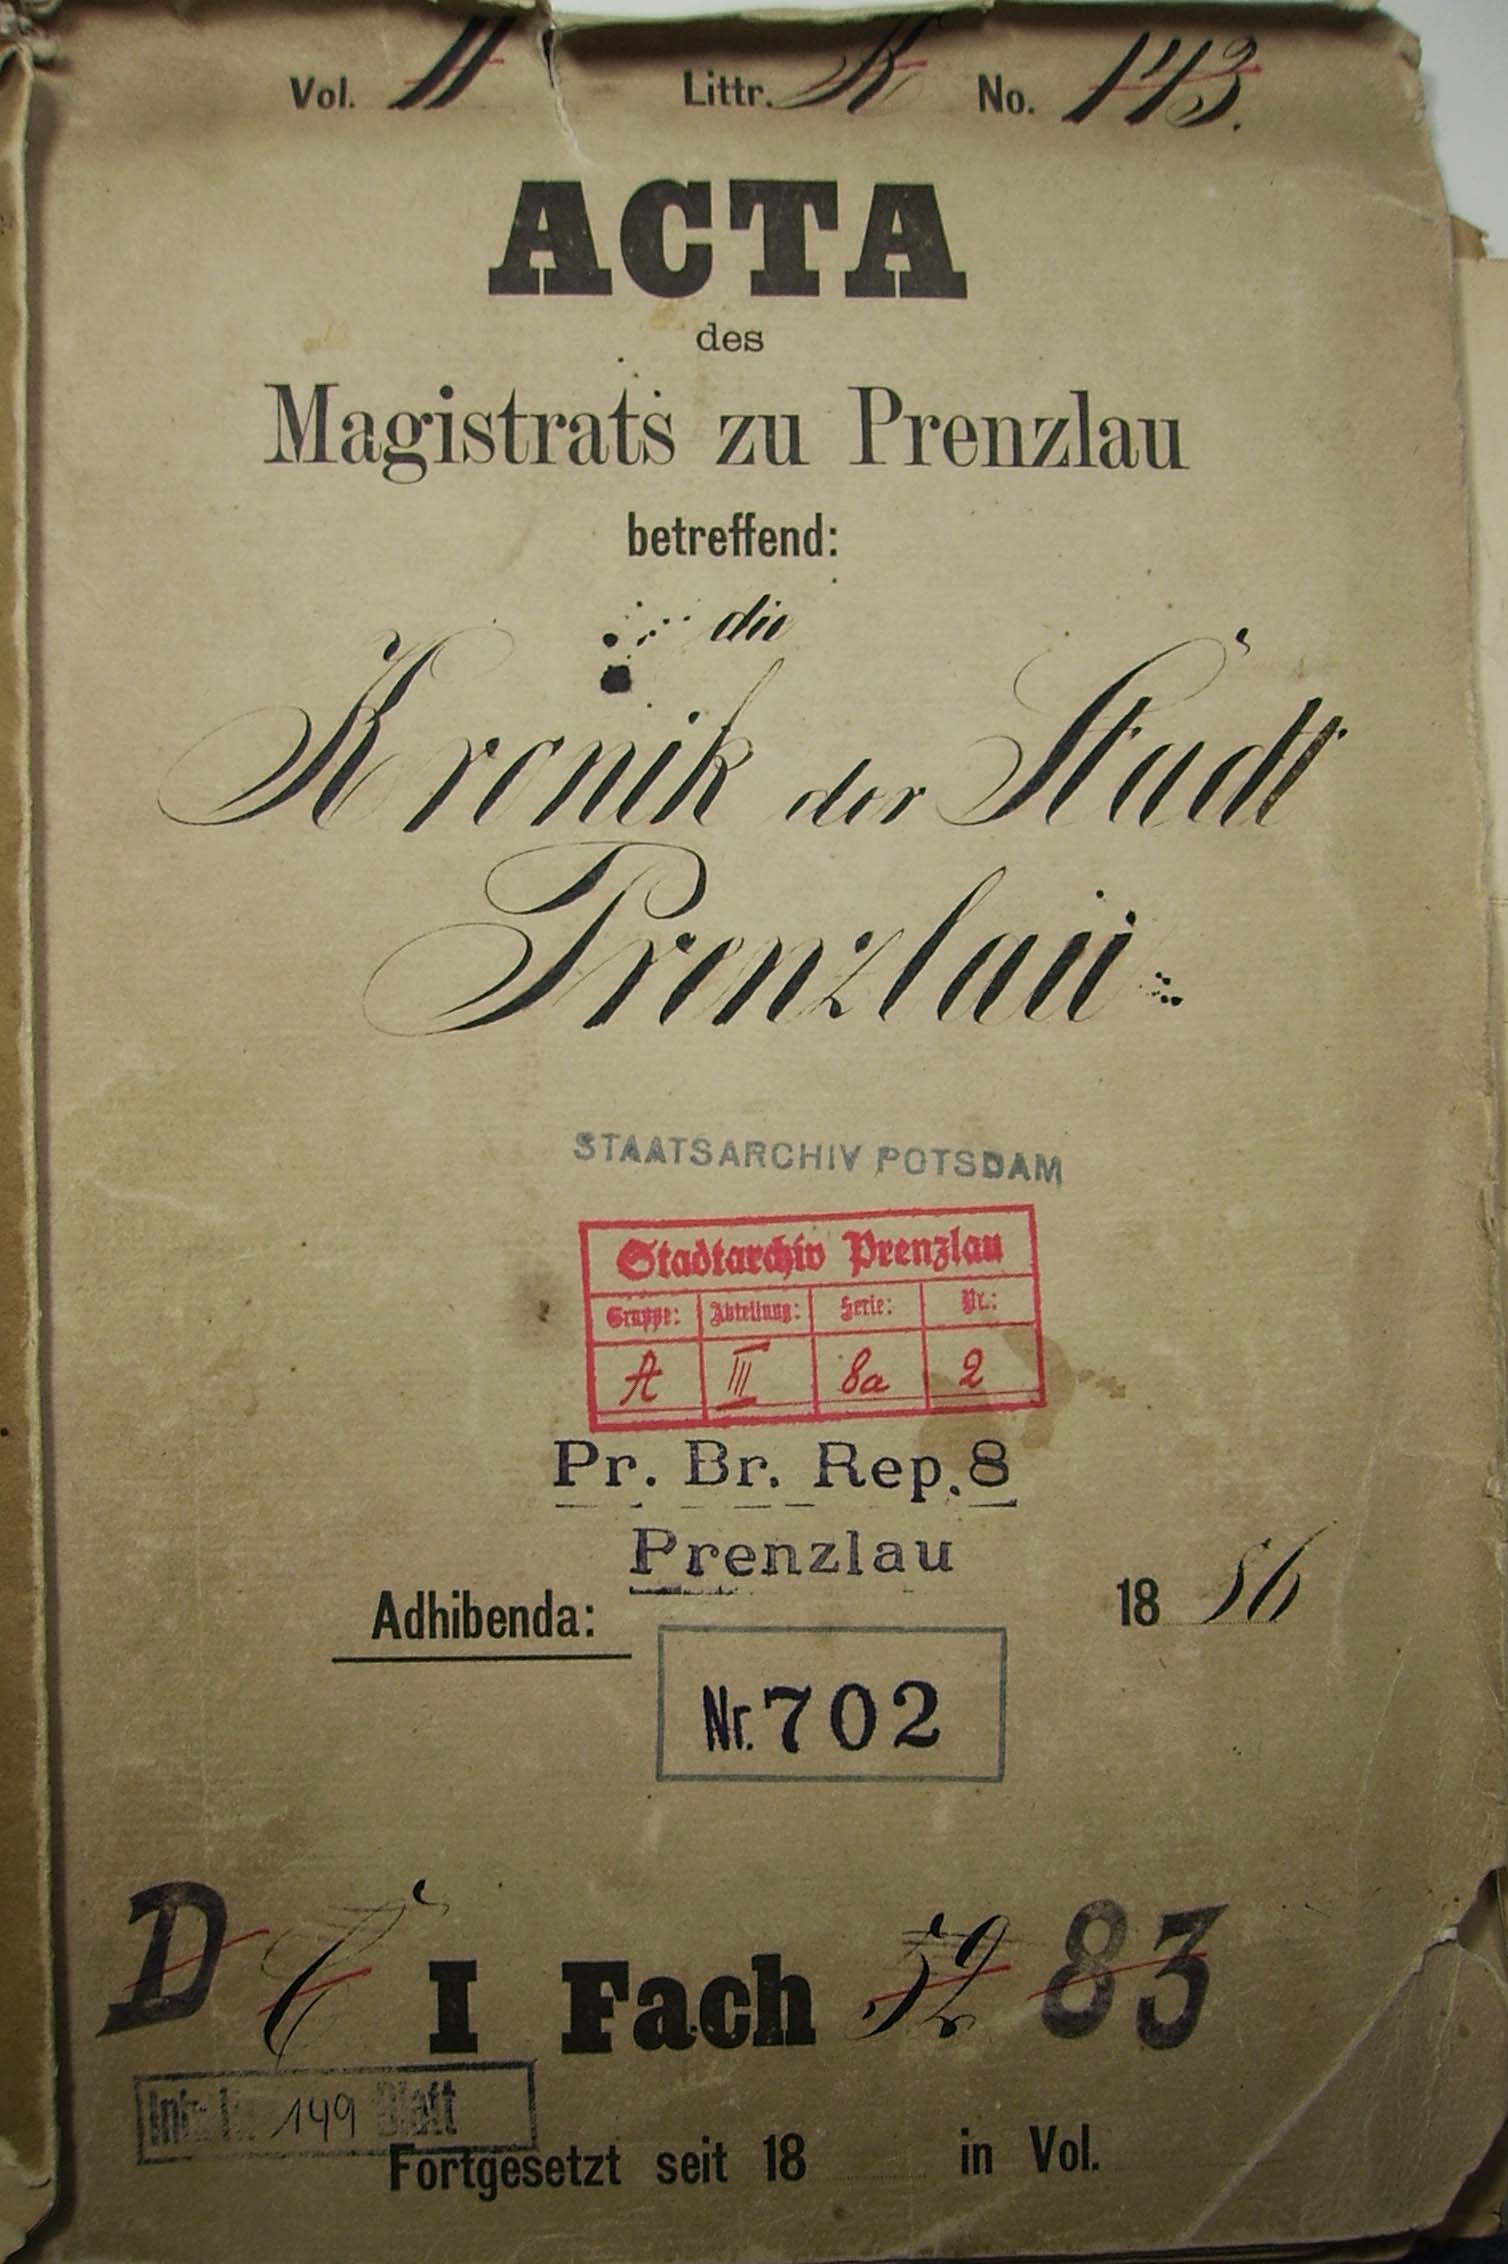 Vol. II Littr. K No. 143.
ACTA
des
Magistrats zu Prenzlau
betreffend:
die
Kronik der Stadt
Prenzlau
STAATSARCHIV POTSDAM
Stadtarchiv Prenzlau
Gruppe: Abteilung: Serie: Nr.:
A III 8a 2
Pr. Br. Rep. 8
Prenzlau
Adhibenda: 18 56
Nr. 702
D C I Fach 52 83
149 Blatt
Fortgesetzt seit 18 in Vol.